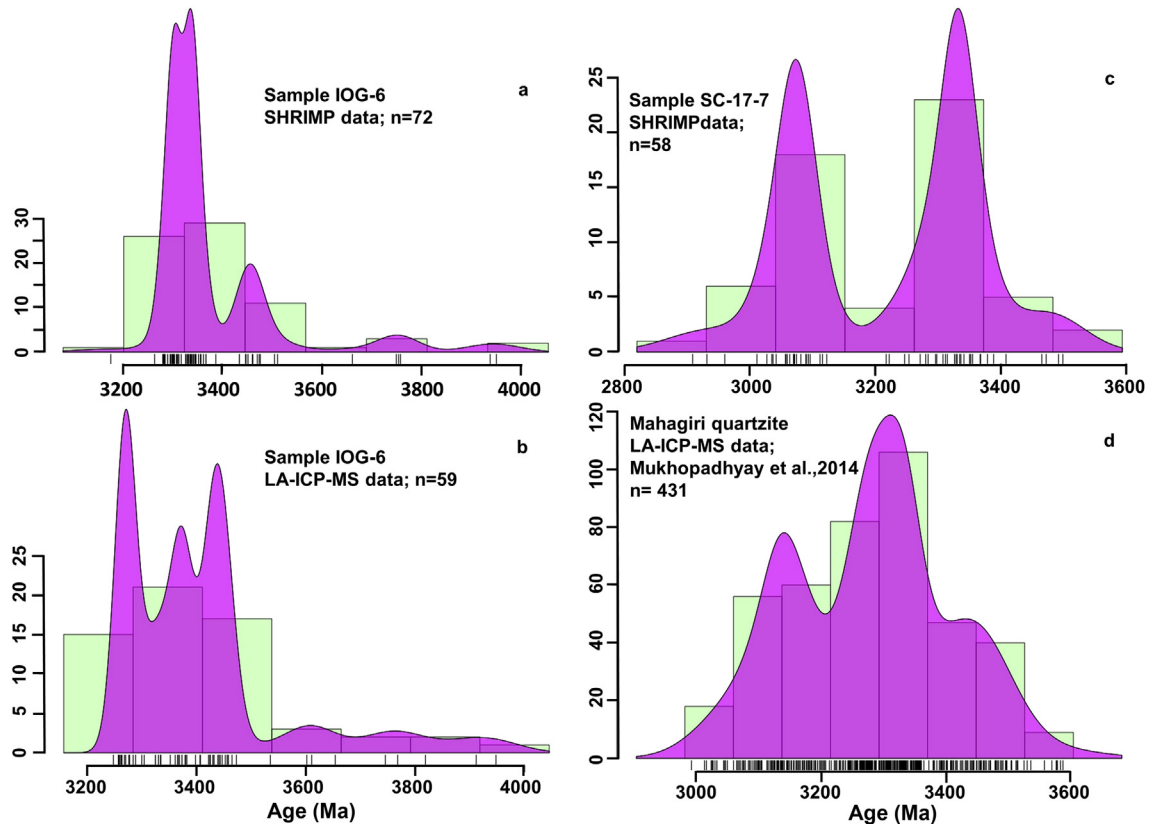 a
Sample IOG-6
SHRIMP data; n=72
30
20
10
0
3200 3400 3600 3800 4000
b
Sample IOG-6
LA-ICP-MS data; n=59
25
20
15
10
5
0
3200 3400 3600 3800 4000
Age (Ma)
c
Sample SC-17-7
SHRIMPdata;
n=58
25
20
15
10
5
0
2800 3000 3200 3400 3600
d
Mahagiri quartzite
LA-ICP-MS data;
Mukhopadhyay et al.,2014
n= 431
120
100
80
60
40
20
0
3000 3200 3400 3600
Age (Ma)